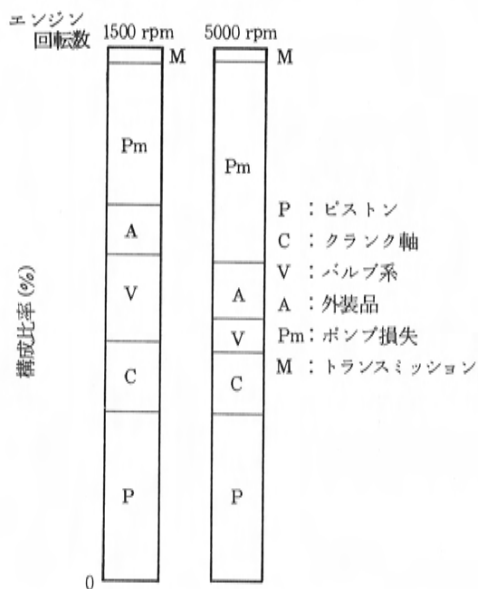 エンジン
回転数
1500 rpm
5000 rpm
M
M
Pm
Pm
A
A
V
V
C
C
P
P
P :ピストン
C :クランク軸
V :バルブ系
A :外装品
Pm:ポンプ損失
M :トランスミッション
構成比率(%)
0